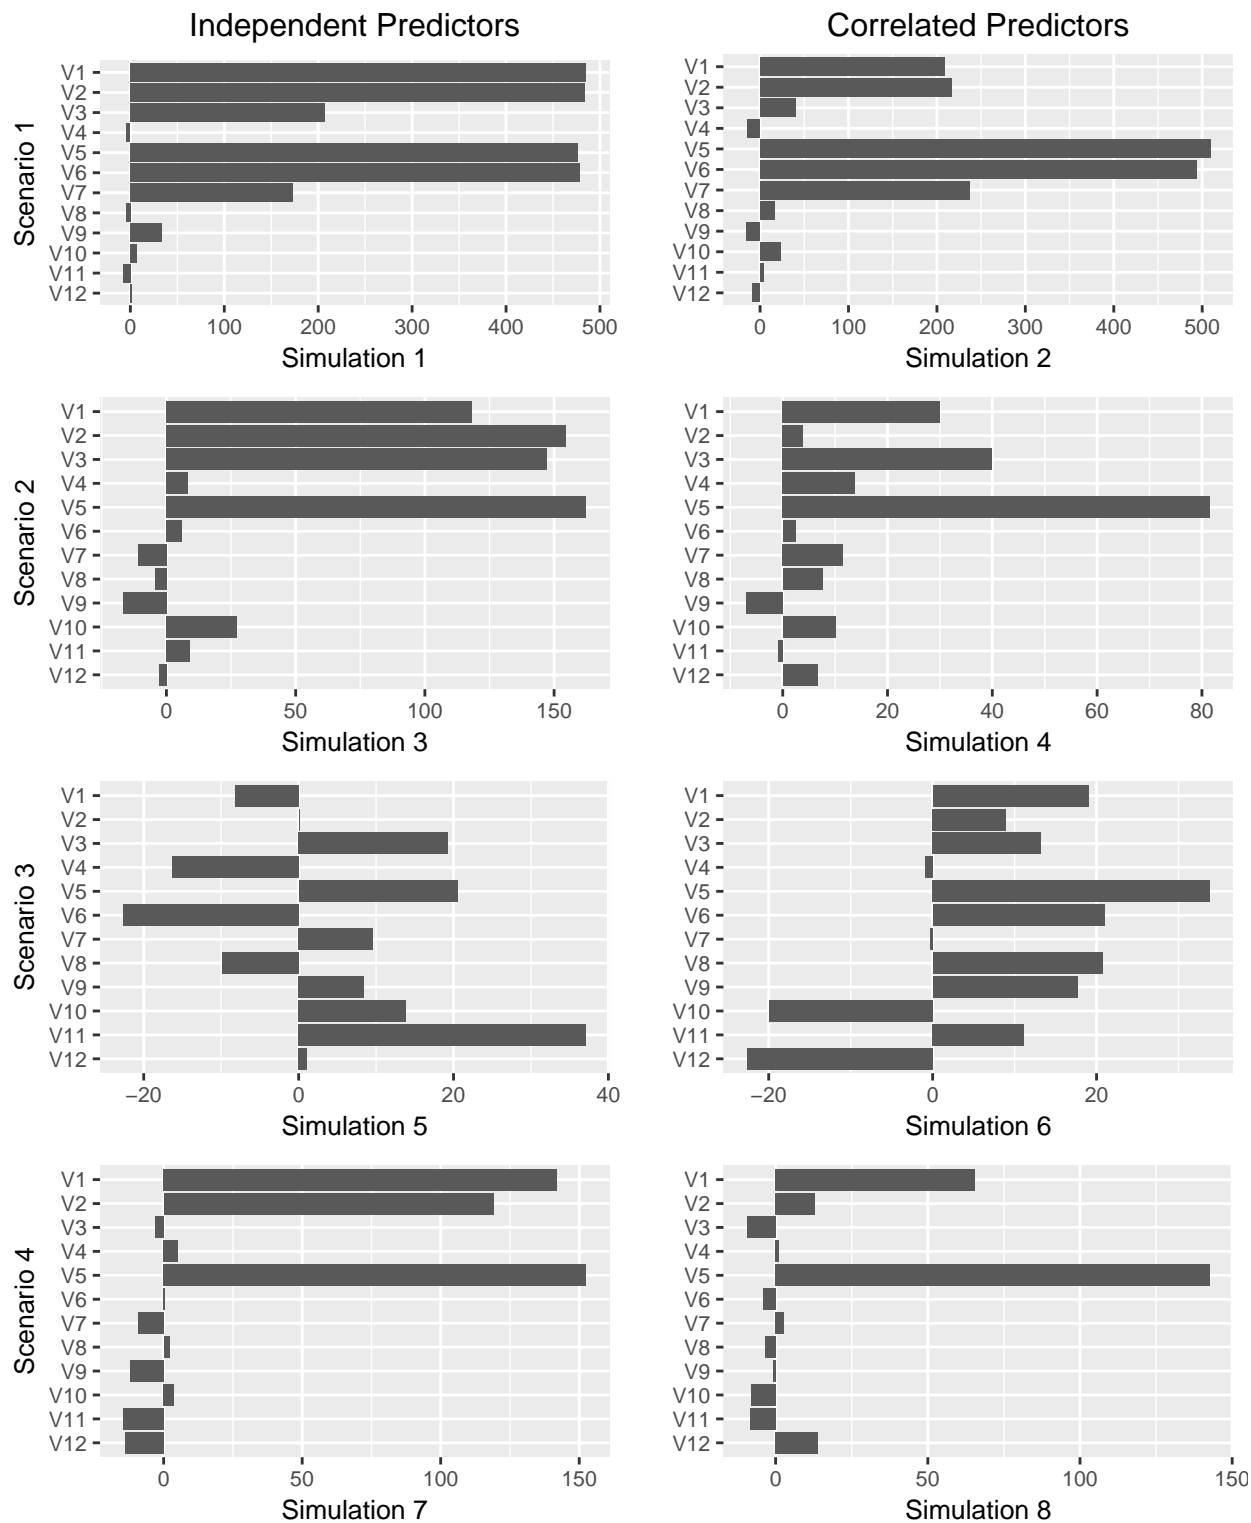 Independent Predictors
Correlated Predictors
Scenario 1
V1
V2
V3
V4
V5
V6
V7
V8
V9
V10
V11
V12
0 100 200 300 400 500
Simulation 1
V1
V2
V3
V4
V5
V6
V7
V8
V9
V10
V11
V12
0 100 200 300 400 500
Simulation 2
Scenario 2
V1
V2
V3
V4
V5
V6
V7
V8
V9
V10
V11
V12
0 50 100 150
Simulation 3
V1
V2
V3
V4
V5
V6
V7
V8
V9
V10
V11
V12
0 20 40 60 80
Simulation 4
Scenario 3
V1
V2
V3
V4
V5
V6
V7
V8
V9
V10
V11
V12
−20 0 20 40
Simulation 5
V1
V2
V3
V4
V5
V6
V7
V8
V9
V10
V11
V12
−20 0 20
Simulation 6
Scenario 4
V1
V2
V3
V4
V5
V6
V7
V8
V9
V10
V11
V12
0 50 100 150
Simulation 7
V1
V2
V3
V4
V5
V6
V7
V8
V9
V10
V11
V12
0 50 100 150
Simulation 8